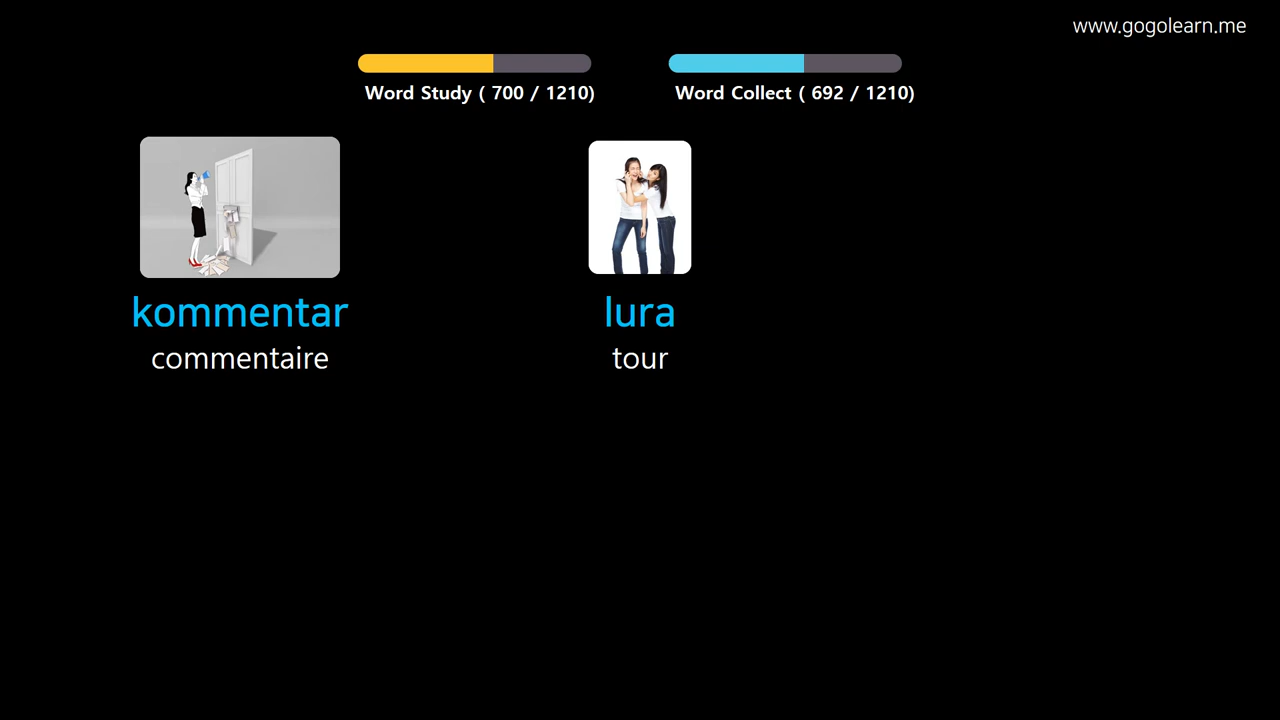 www.gogolearn.me
Word Study ( 700 / 1210)
Word Collect ( 692 / 1210)
kommentar
commentaire
lura
tour